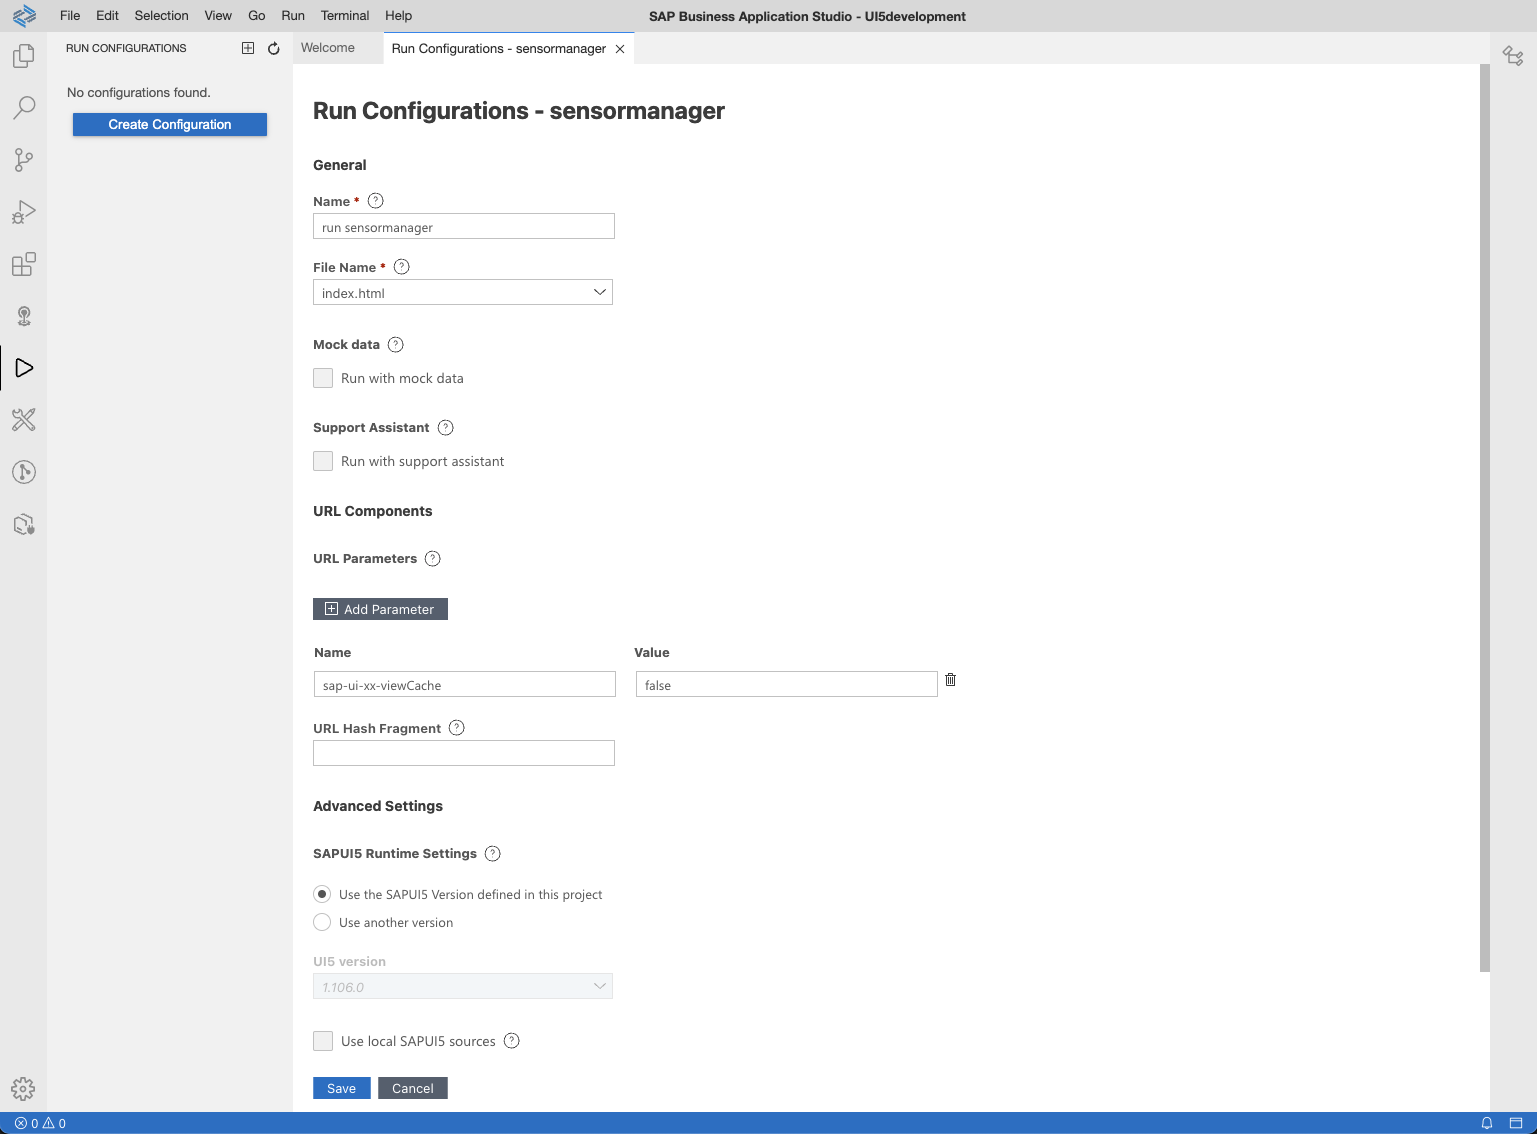 File Edit Selection View Go Run Terminal Help
SAP Business Application Studio - UI5development
RUN CONFIGURATIONS
No configurations found.
Create Configuration
Welcome
Run Configurations - sensormanager
Run Configurations - sensormanager
General
Name *
run sensormanager
File Name *
index.html
Mock data
Run with mock data
Support Assistant
Run with support assistant
URL Components
URL Parameters
Add Parameter
Name Value
sap-ui-xx-viewCache false
URL Hash Fragment
Advanced Settings
SAPUI5 Runtime Settings
Use the SAPUI5 Version defined in this project
Use another version
UI5 version
1.106.0
Use local SAPUI5 sources
Save Cancel
0 0